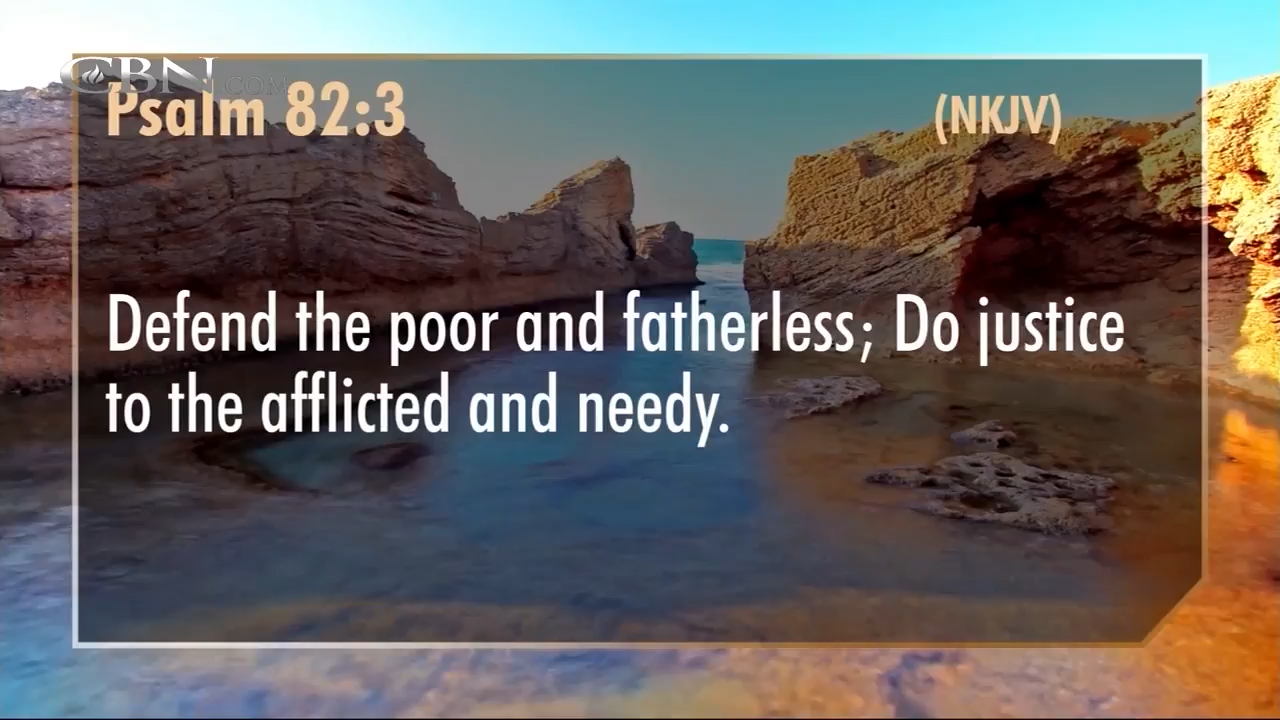 CBN.COM
Psalm 82:3 (NKJV)
Defend the poor and fatherless; Do justice
to the afflicted and needy.